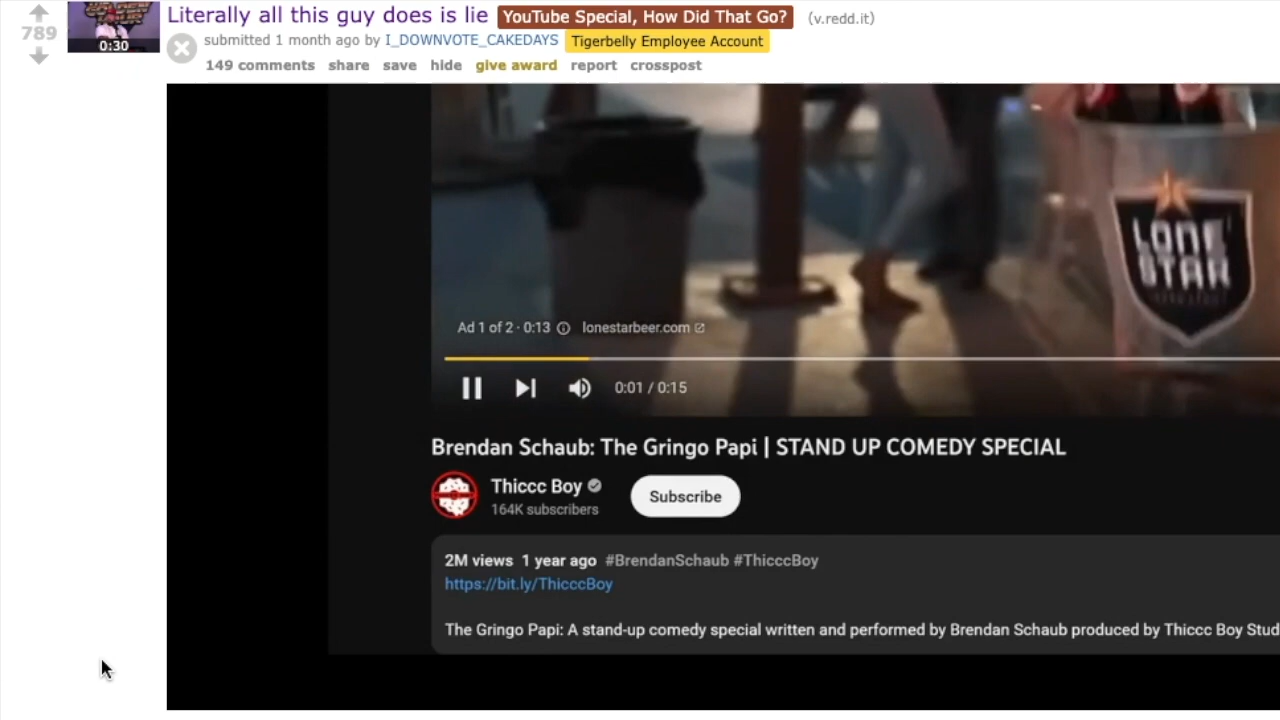 Literally all this guy does is lie YouTube Special, How Did That Go? (v.redd.it)
789
0:30
submitted 1 month ago by I_DOWNVOTE_CAKEDAYS Tigerbelly Employee Account
149 comments share save hide give award report crosspost
LONE
STAR
Ad 1 of 2 · 0:13 lonestarbeer.com
0:01 / 0:15
Brendan Schaub: The Gringo Papi | STAND UP COMEDY SPECIAL
Thiccc Boy
164K subscribers
Subscribe
2M views 1 year ago #BrendanSchaub #ThicccBoy
https://bit.ly/ThicccBoy
The Gringo Papi: A stand-up comedy special written and performed by Brendan Schaub produced by Thiccc Boy Stud